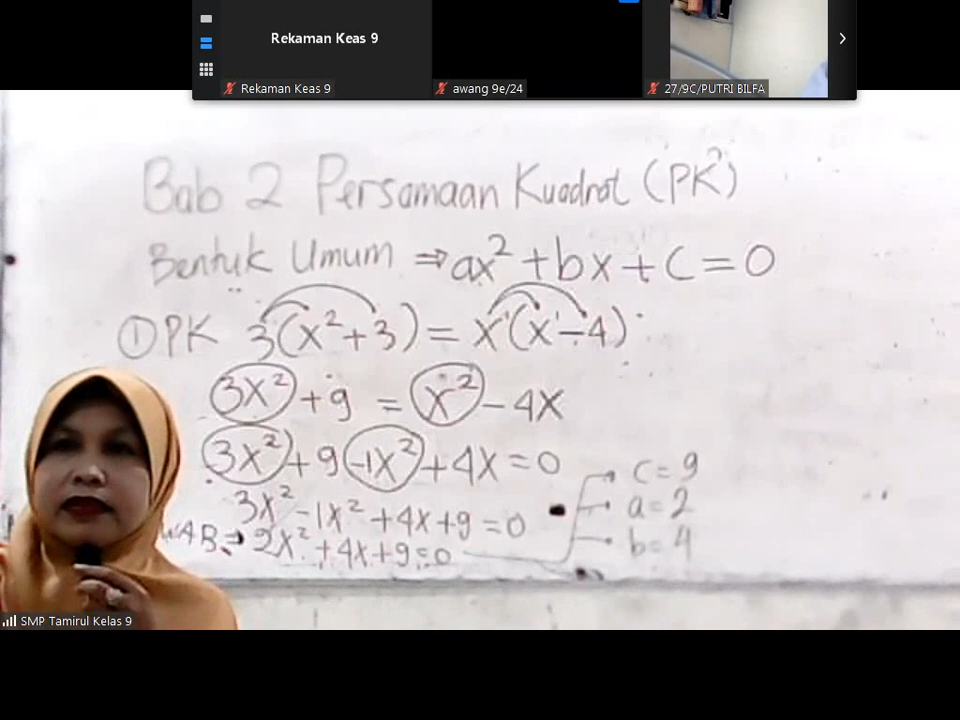 Rekaman Keas 9
Rekaman Keas 9
awang 9e/24
27/9C/PUTRI BILFA
Bab 2 Persamaan Kuadrat (PK²)
Bentuk Umum ⇒ ax² + bx + c = 0
① PK 3(x² + 3) = x(x - 4)
3x² + 9 = x² - 4x
3x² + 9 -1x² + 4x = 0
3x² - 1x² + 4x + 9 = 0
WAB ⇒ 2x² + 4x + 9 = 0
c = 9
a = 2
b = 4
SMP Tamirul Kelas 9